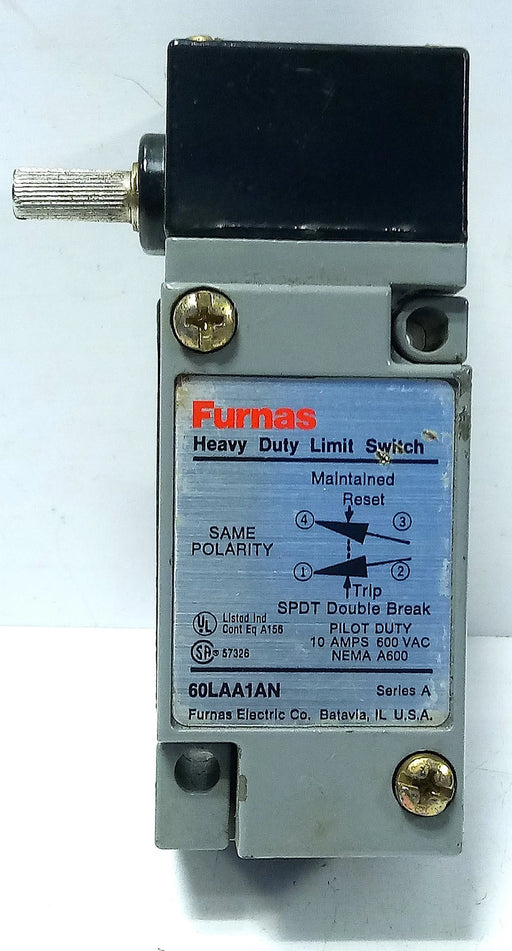 Furnas
Heavy Duty Limit Switch
Maintained
Reset
4 3
SAME
POLARITY
1 2
Trip
SPDT Double Break
UL Listed Ind
Cont Eq A156
PILOT DUTY
10 AMPS 600 VAC
NEMA A600
SA® 57326
60LAA1AN Series A
Furnas Electric Co. Batavia, IL U.S.A.